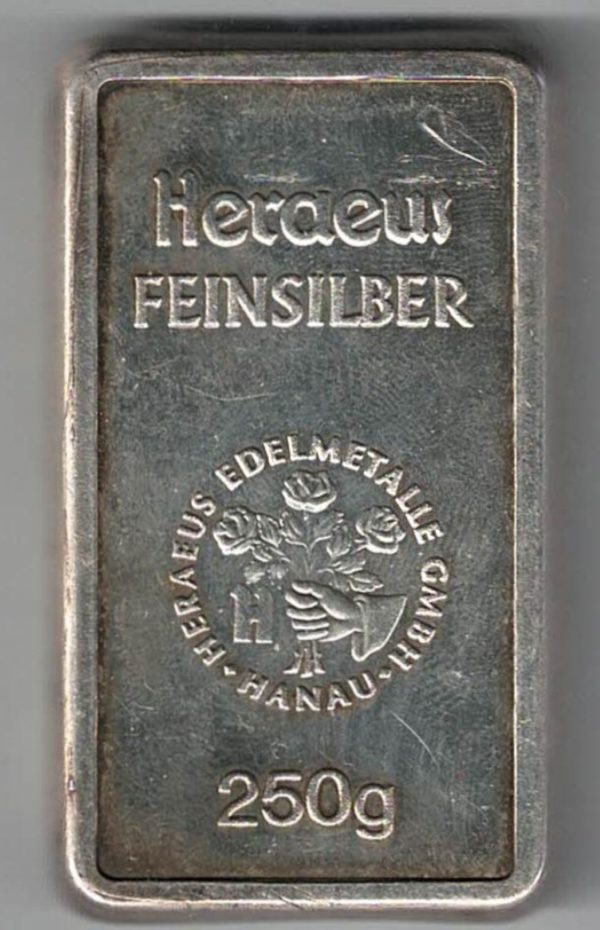 Heraeus
FEINSILBER
HERAEUS EDELMETALLE GMBH
H
• HANAU •
250g